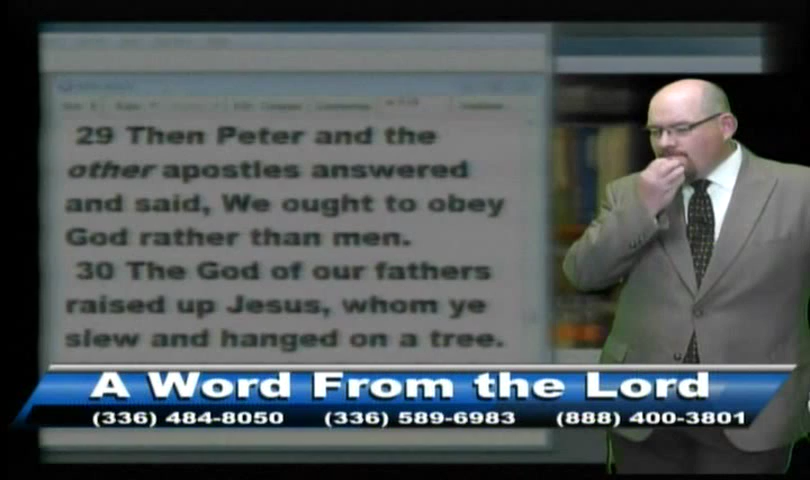 29 Then Peter and the
other apostles answered
and said, We ought to obey
God rather than men.
30 The God of our fathers
raised up Jesus, whom ye
slew and hanged on a tree.
A Word From the Lord
(336) 484-8050 (336) 589-6983 (888) 400-3801